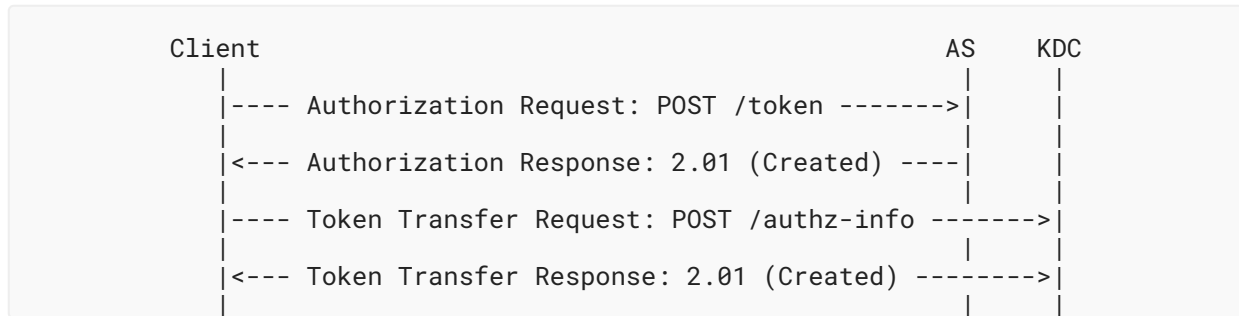 Client                                             AS    KDC
   |                                                |     |
   |---- Authorization Request: POST /token ------->|     |
   |                                                |     |
   |<--- Authorization Response: 2.01 (Created) ----|     |
   |                                                |     |
   |---- Token Transfer Request: POST /authz-info ------->|
   |                                                |     |
   |<--- Token Transfer Response: 2.01 (Created) -------->|
   |                                                |     |